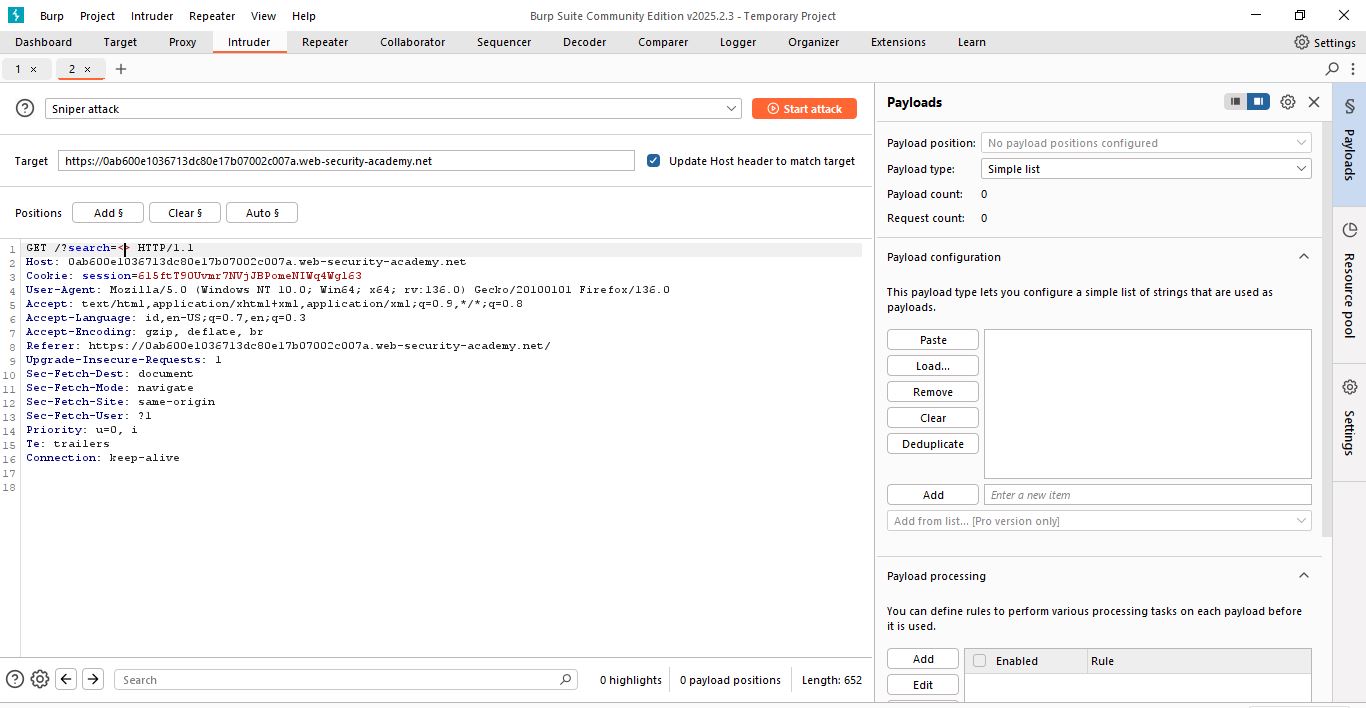 Burp Project Intruder Repeater View Help Burp Suite Community Edition v2025.2.3 - Temporary Project
Dashboard Target Proxy Intruder Repeater Collaborator Sequencer Decoder Comparer Logger Organizer Extensions Learn Settings
1 × 2 × +
Sniper attack Start attack
Target https://0ab600e1036713dc80e17b07002c007a.web-security-academy.net Update Host header to match target
Positions Add § Clear § Auto §
1 GET /?search=<> HTTP/1.1
2 Host: 0ab600e1036713dc80e17b07002c007a.web-security-academy.net
3 Cookie: session=615ftT90Uvmr7NVjJBPomeNIWq4Wgl63
4 User-Agent: Mozilla/5.0 (Windows NT 10.0; Win64; x64; rv:136.0) Gecko/20100101 Firefox/136.0
5 Accept: text/html,application/xhtml+xml,application/xml;q=0.9,*/*;q=0.8
6 Accept-Language: id,en-US;q=0.7,en;q=0.3
7 Accept-Encoding: gzip, deflate, br
8 Referer: https://0ab600e1036713dc80e17b07002c007a.web-security-academy.net/
9 Upgrade-Insecure-Requests: 1
10 Sec-Fetch-Dest: document
11 Sec-Fetch-Mode: navigate
12 Sec-Fetch-Site: same-origin
13 Sec-Fetch-User: ?1
14 Priority: u=0, i
15 Te: trailers
16 Connection: keep-alive
17
18
Search 0 highlights 0 payload positions Length: 652
Payloads
Payload position: No payload positions configured
Payload type: Simple list
Payload count: 0
Request count: 0
Payload configuration
This payload type lets you configure a simple list of strings that are used as
payloads.
Paste
Load...
Remove
Clear
Deduplicate
Add Enter a new item
Add from list... [Pro version only]
Payload processing
You can define rules to perform various processing tasks on each payload before
it is used.
Add Enabled Rule
Edit
§ Payloads
Resource pool
Settings